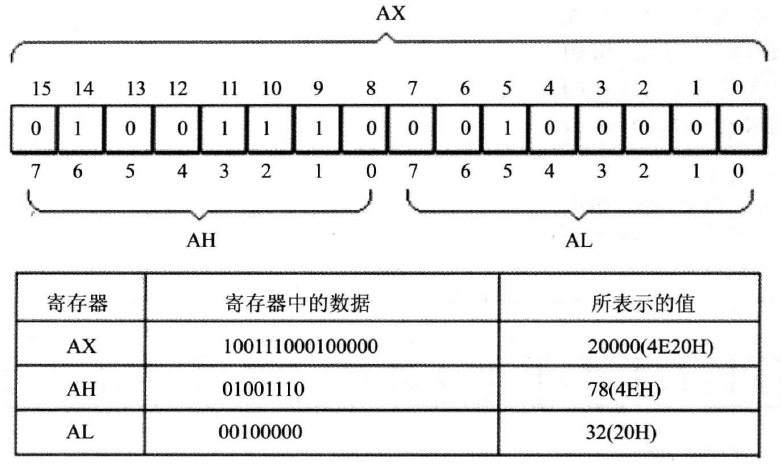 AX
15 14 13 12 11 10 9 8 7 6 5 4 3 2 1 0
0 1 0 0 1 1 1 0 0 0 1 0 0 0 0 0
7 6 5 4 3 2 1 0 7 6 5 4 3 2 1 0
AH AL
寄存器 寄存器中的数据 所表示的值
AX 100111000100000 20000(4E20H)
AH 01001110 78(4EH)
AL 00100000 32(20H)